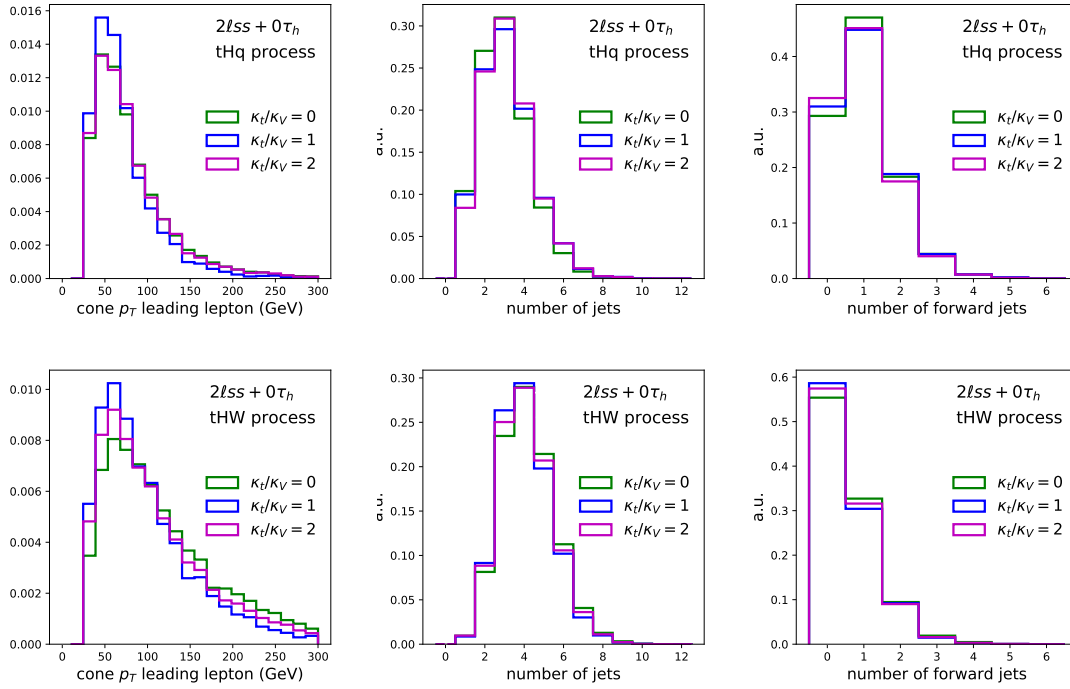 2ℓss + 0τh
tHq process
κt/κV = 0
κt/κV = 1
κt/κV = 2
0.016
0.014
0.012
0.010
0.008
0.006
0.004
0.002
0.000
0 50 100 150 200 250 300
cone pT leading lepton (GeV)
2ℓss + 0τh
tHq process
κt/κV = 0
κt/κV = 1
κt/κV = 2
a.u.
0.30
0.25
0.20
0.15
0.10
0.05
0.00
0 2 4 6 8 10 12
number of jets
2ℓss + 0τh
tHq process
κt/κV = 0
κt/κV = 1
κt/κV = 2
a.u.
0.4
0.3
0.2
0.1
0.0
0 1 2 3 4 5 6
number of forward jets
2ℓss + 0τh
tHW process
κt/κV = 0
κt/κV = 1
κt/κV = 2
0.010
0.008
0.006
0.004
0.002
0.000
0 50 100 150 200 250 300
cone pT leading lepton (GeV)
2ℓss + 0τh
tHW process
κt/κV = 0
κt/κV = 1
κt/κV = 2
a.u.
0.30
0.25
0.20
0.15
0.10
0.05
0.00
0 2 4 6 8 10 12
number of jets
2ℓss + 0τh
tHW process
κt/κV = 0
κt/κV = 1
κt/κV = 2
a.u.
0.6
0.5
0.4
0.3
0.2
0.1
0.0
0 1 2 3 4 5 6
number of forward jets